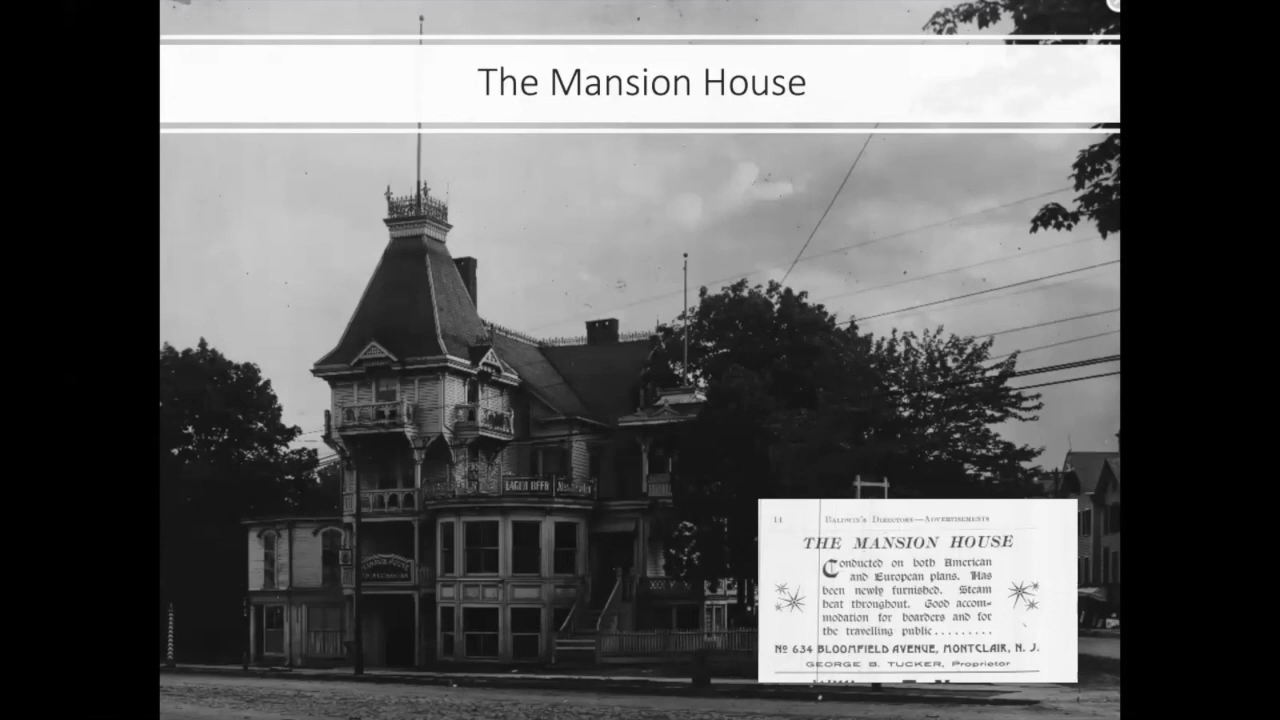 The Mansion House
LAGER BEER
MANSION HOUSE
14 BALDWIN'S DIRECTORY—ADVERTISEMENTS
THE MANSION HOUSE
Conducted on both American
and European plans. Has
been newly furnished. Steam
heat throughout. Good accom-
modation for boarders and for
the travelling public.........
Nº 634 BLOOMFIELD AVENUE, MONTCLAIR, N. J.
GEORGE B. TUCKER, Proprietor